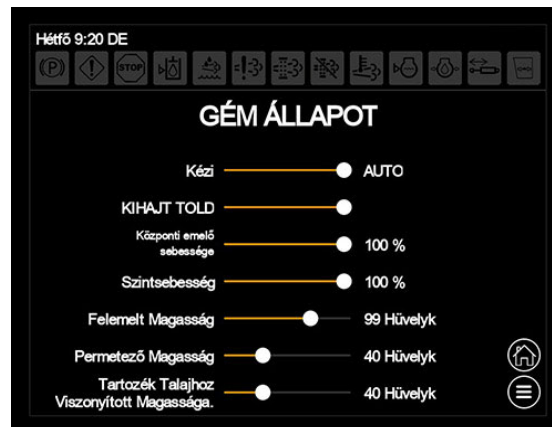 Hétfő 9:20 DE
(P) STOP
GÉM ÁLLAPOT
Kézi AUTO
KIHAJT TOLD
Központi emelő
sebessége 100 %
Szintsebesség 100 %
Felemelt Magasság 99 Hüvelyk
Permetező Magasság 40 Hüvelyk
Tartozék Talajhoz
Viszonyított Magassága. 40 Hüvelyk